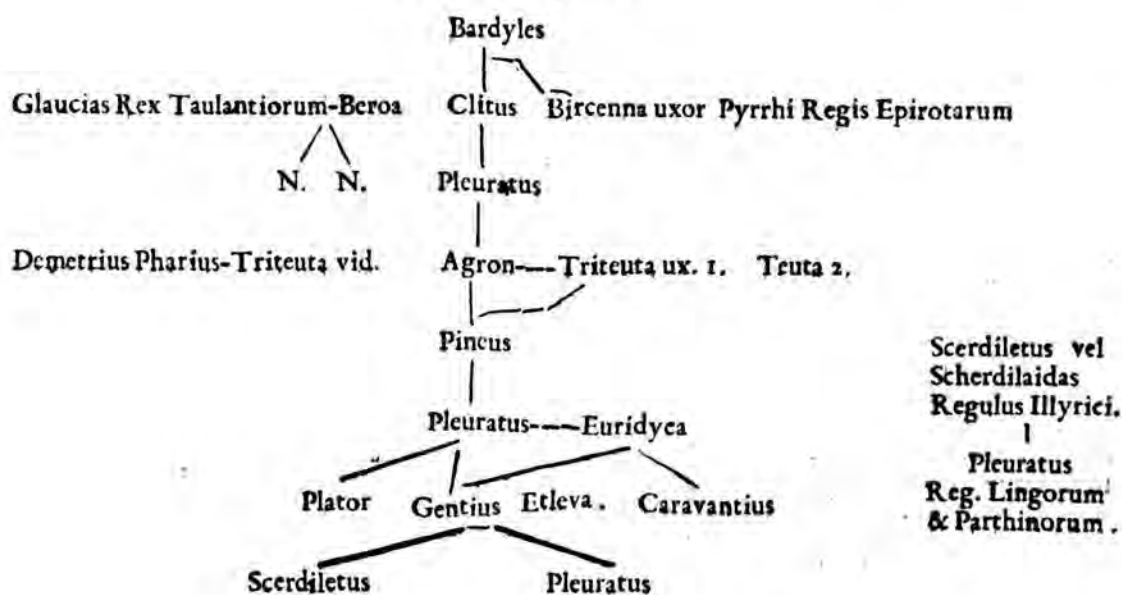 Bardyles
Glaucias Rex Taulantiorum-Beroa Clitus Bircenna uxor Pyrrhi Regis Epirotarum
N. N. Pleuratus
Demetrius Pharius-Triteuta vid. Agron----Triteuta ux. 1. Teuta 2.
Pineus
Scerdiletus vel
Scherdilaidas
Regulus Illyrici.
Pleuratus----Euridyca
Pleuratus
Reg. Lingorum
& Parthinorum.
Plator Gentius Etleva. Caravantius
Scerdiletus Pleuratus